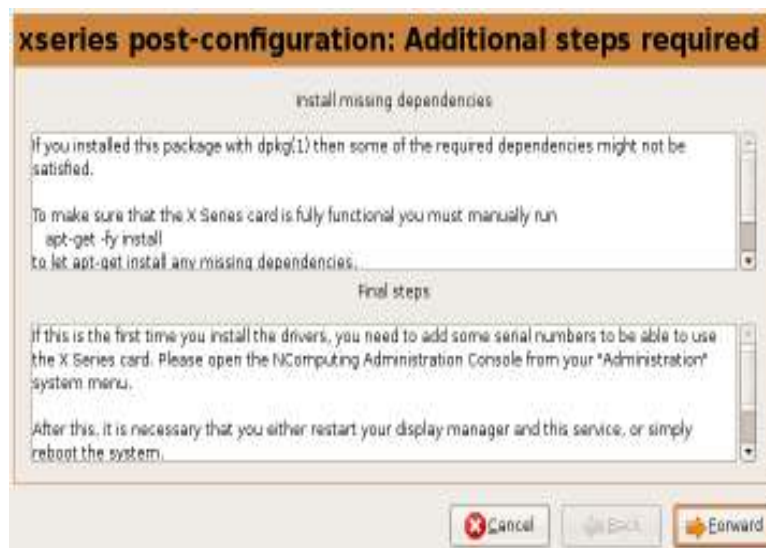 xseries post-configuration: Additional steps required
Install missing dependencies
If you installed this package with dpkg(1) then some of the required dependencies might not be
satisfied.
To make sure that the X Series card is fully functional you must manually run
apt-get -fy install
to let apt-get install any missing dependencies.
Final steps
If this is the first time you install the drivers, you need to add some serial numbers to be able to use
the X Series card. Please open the NComputing Administration Console from your "Administration"
system menu.
After this, it is necessary that you either restart your display manager and this service, or simply
reboot the system.
Cancel
Back
Forward